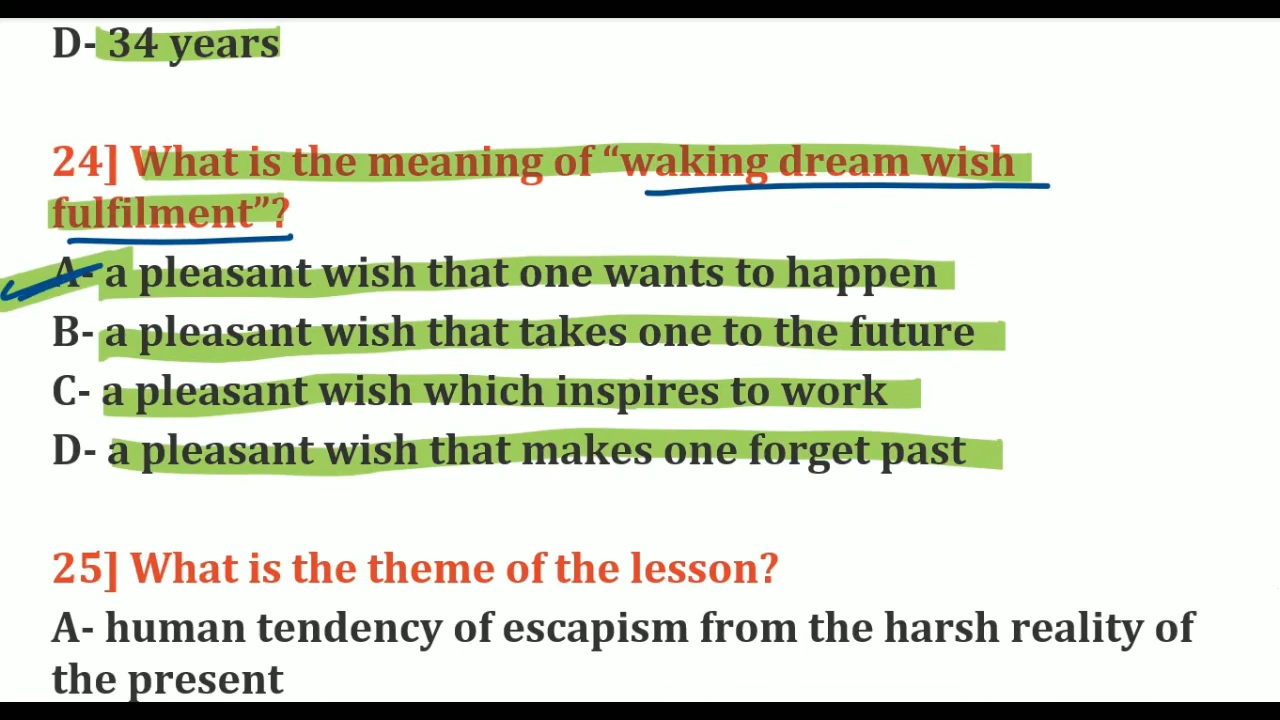 D- 34 years
24] What is the meaning of “waking dream wish
fulfilment”?
A- a pleasant wish that one wants to happen
B- a pleasant wish that takes one to the future
C- a pleasant wish which inspires to work
D- a pleasant wish that makes one forget past
25] What is the theme of the lesson?
A- human tendency of escapism from the harsh reality of
the present